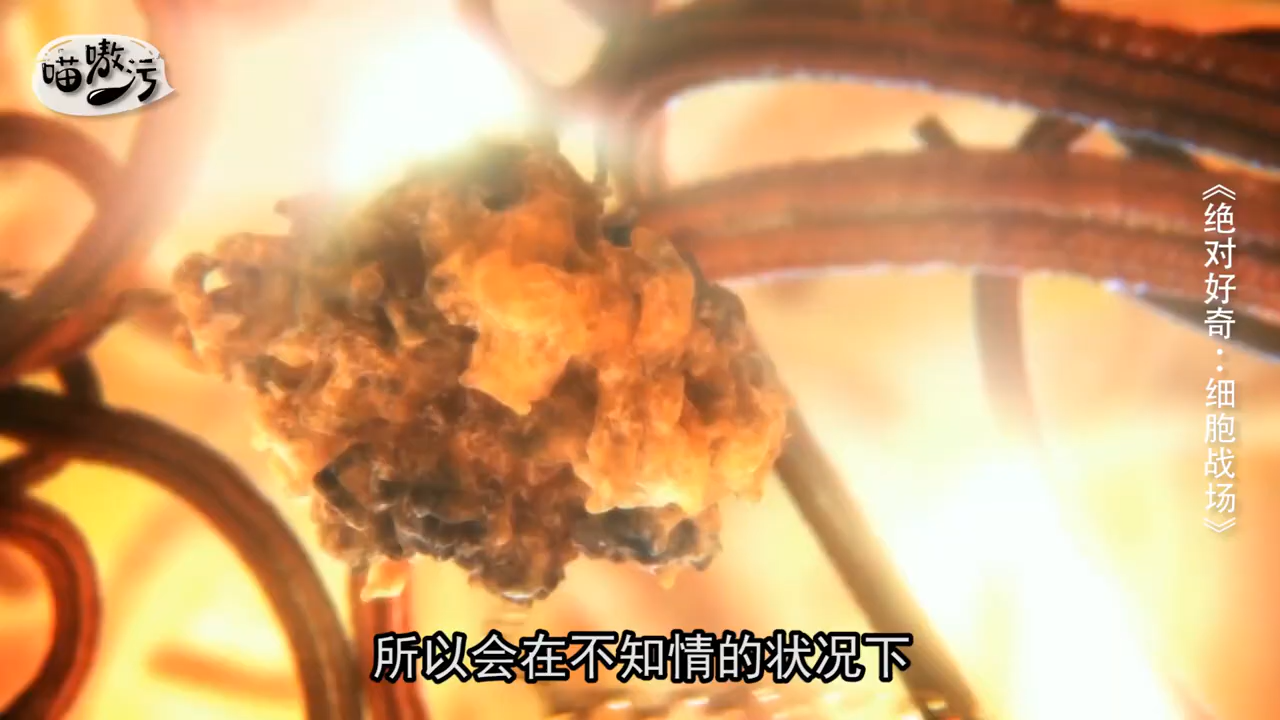 喵嗷污
《绝对好奇：细胞战场》
所以会在不知情的状况下